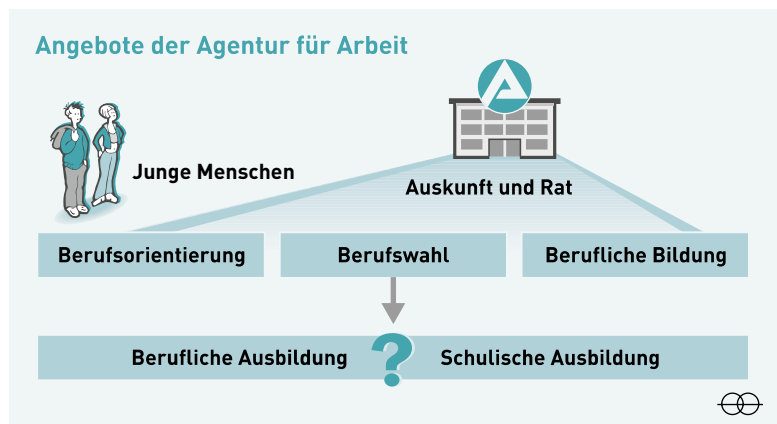 Angebote der Agentur für Arbeit
Junge Menschen
Auskunft und Rat
Berufsorientierung
Berufswahl
Berufliche Bildung
Berufliche Ausbildung ? Schulische Ausbildung